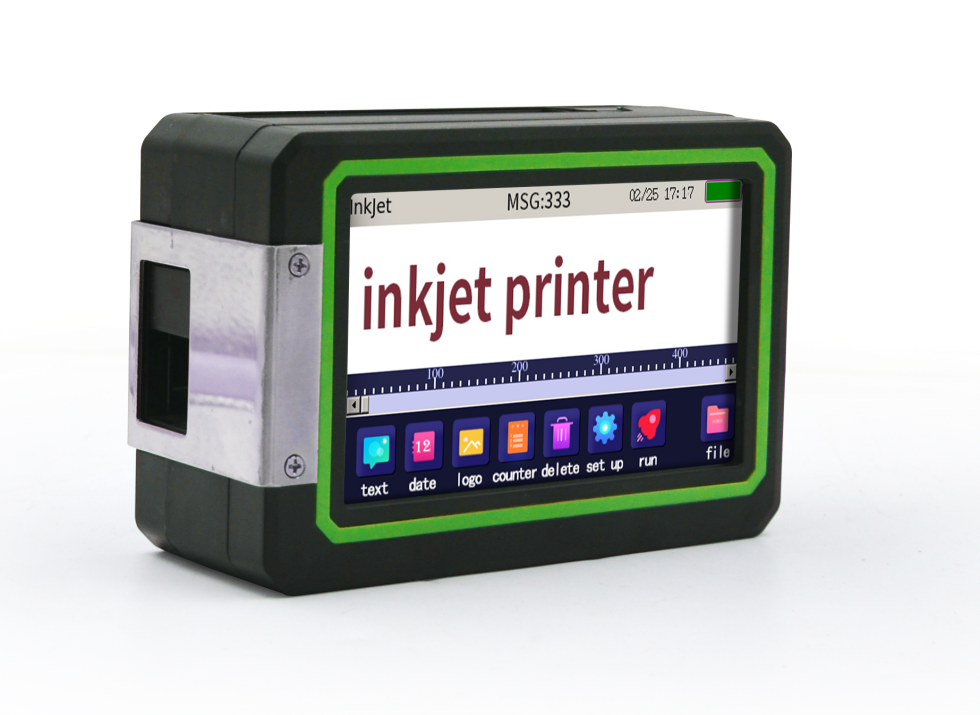 InkJet MSG:333 02/25 17:17
inkjet printer
100 200 300 400
12
text date logo counter delete set up run file